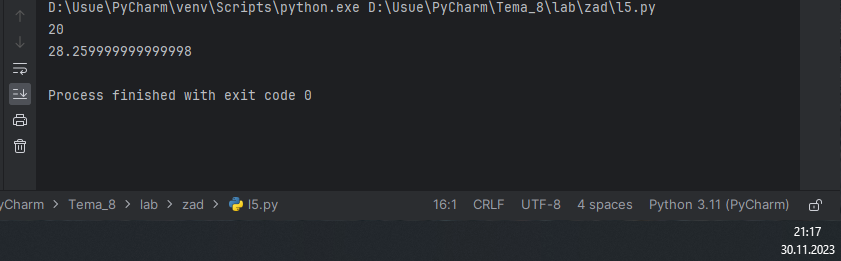 D:\Usue\PyCharm\venv\Scripts\python.exe D:\Usue\PyCharm\Tema_8\lab\zad\l5.py
20
28.259999999999998
Process finished with exit code 0
yCharm > Tema_8 > lab > zad > l5.py 16:1 CRLF UTF-8 4 spaces Python 3.11 (PyCharm)
21:17
30.11.2023